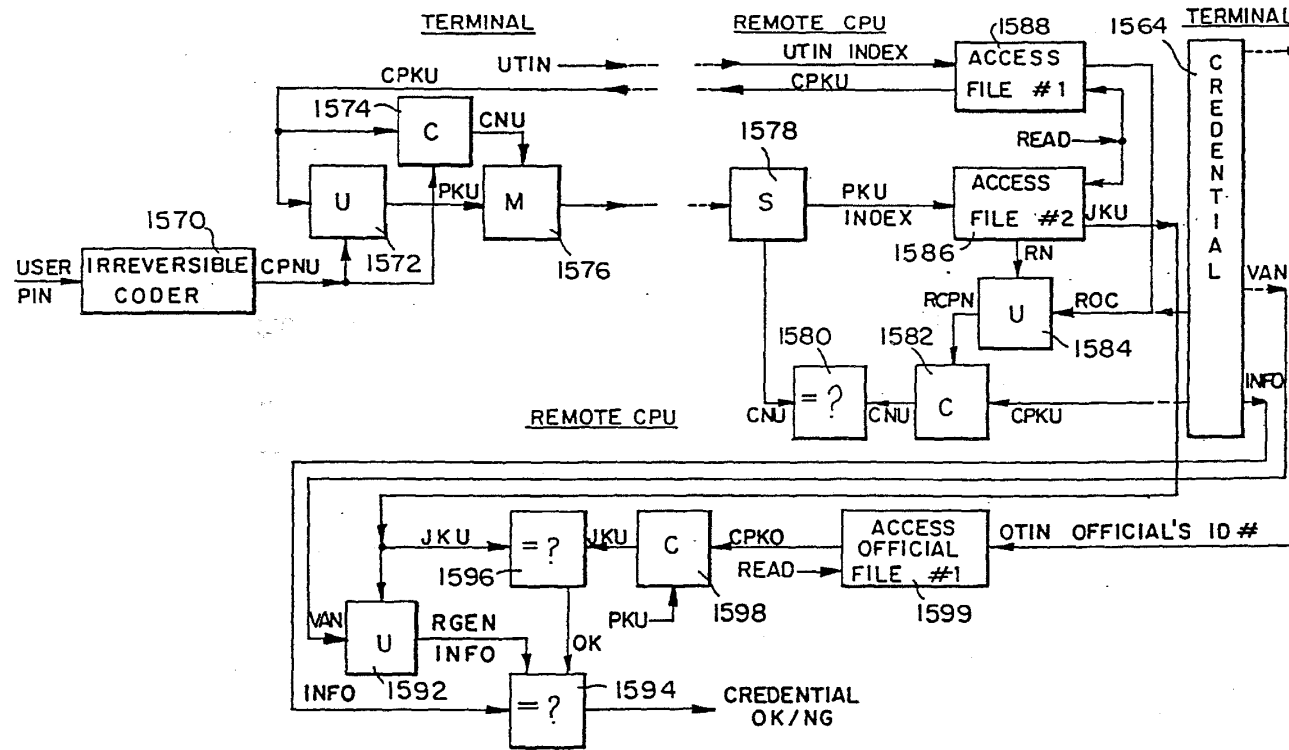 TERMINAL
REMOTE CPU
TERMINAL
1588
1564
UTIN
UTIN INDEX
ACCESS
FILE #1
CPKU
CPKU
1574
C
CNU
1578
READ
CREDENTIAL
U
PKU
M
S
PKU
INDEX
ACCESS
FILE #2
JKU
1570
1572
1576
1586
RN
USER
PIN
IRREVERSIBLE
CODER
CPNU
VAN
RCPN
U
ROC
1580
1582
1584
= ?
C
INFO
CNU
CNU
CPKU
REMOTE CPU
JKU
= ?
JKU
C
CPKO
ACCESS
OFFICIAL
FILE #1
OTIN OFFICIAL'S ID #
1596
READ
1598
1599
VAN
U
RGEN
INFO
OK
PKU
INFO
1592
= ?
1594
CREDENTIAL
OK/NG